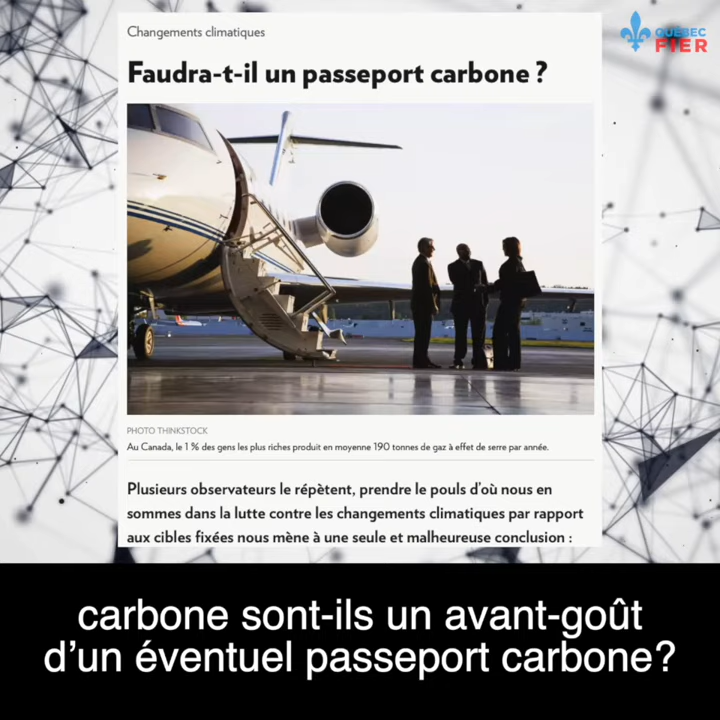 Changements climatiques
QUÉBEC
FIER
Faudra-t-il un passeport carbone ?
PHOTO THINKSTOCK
Au Canada, le 1 % des gens les plus riches produit en moyenne 190 tonnes de gaz à effet de serre par année.
Plusieurs observateurs le répètent, prendre le pouls d'où nous en
sommes dans la lutte contre les changements climatiques par rapport
aux cibles fixées nous mène à une seule et malheureuse conclusion :
carbone sont-ils un avant-goût
d'un éventuel passeport carbone?